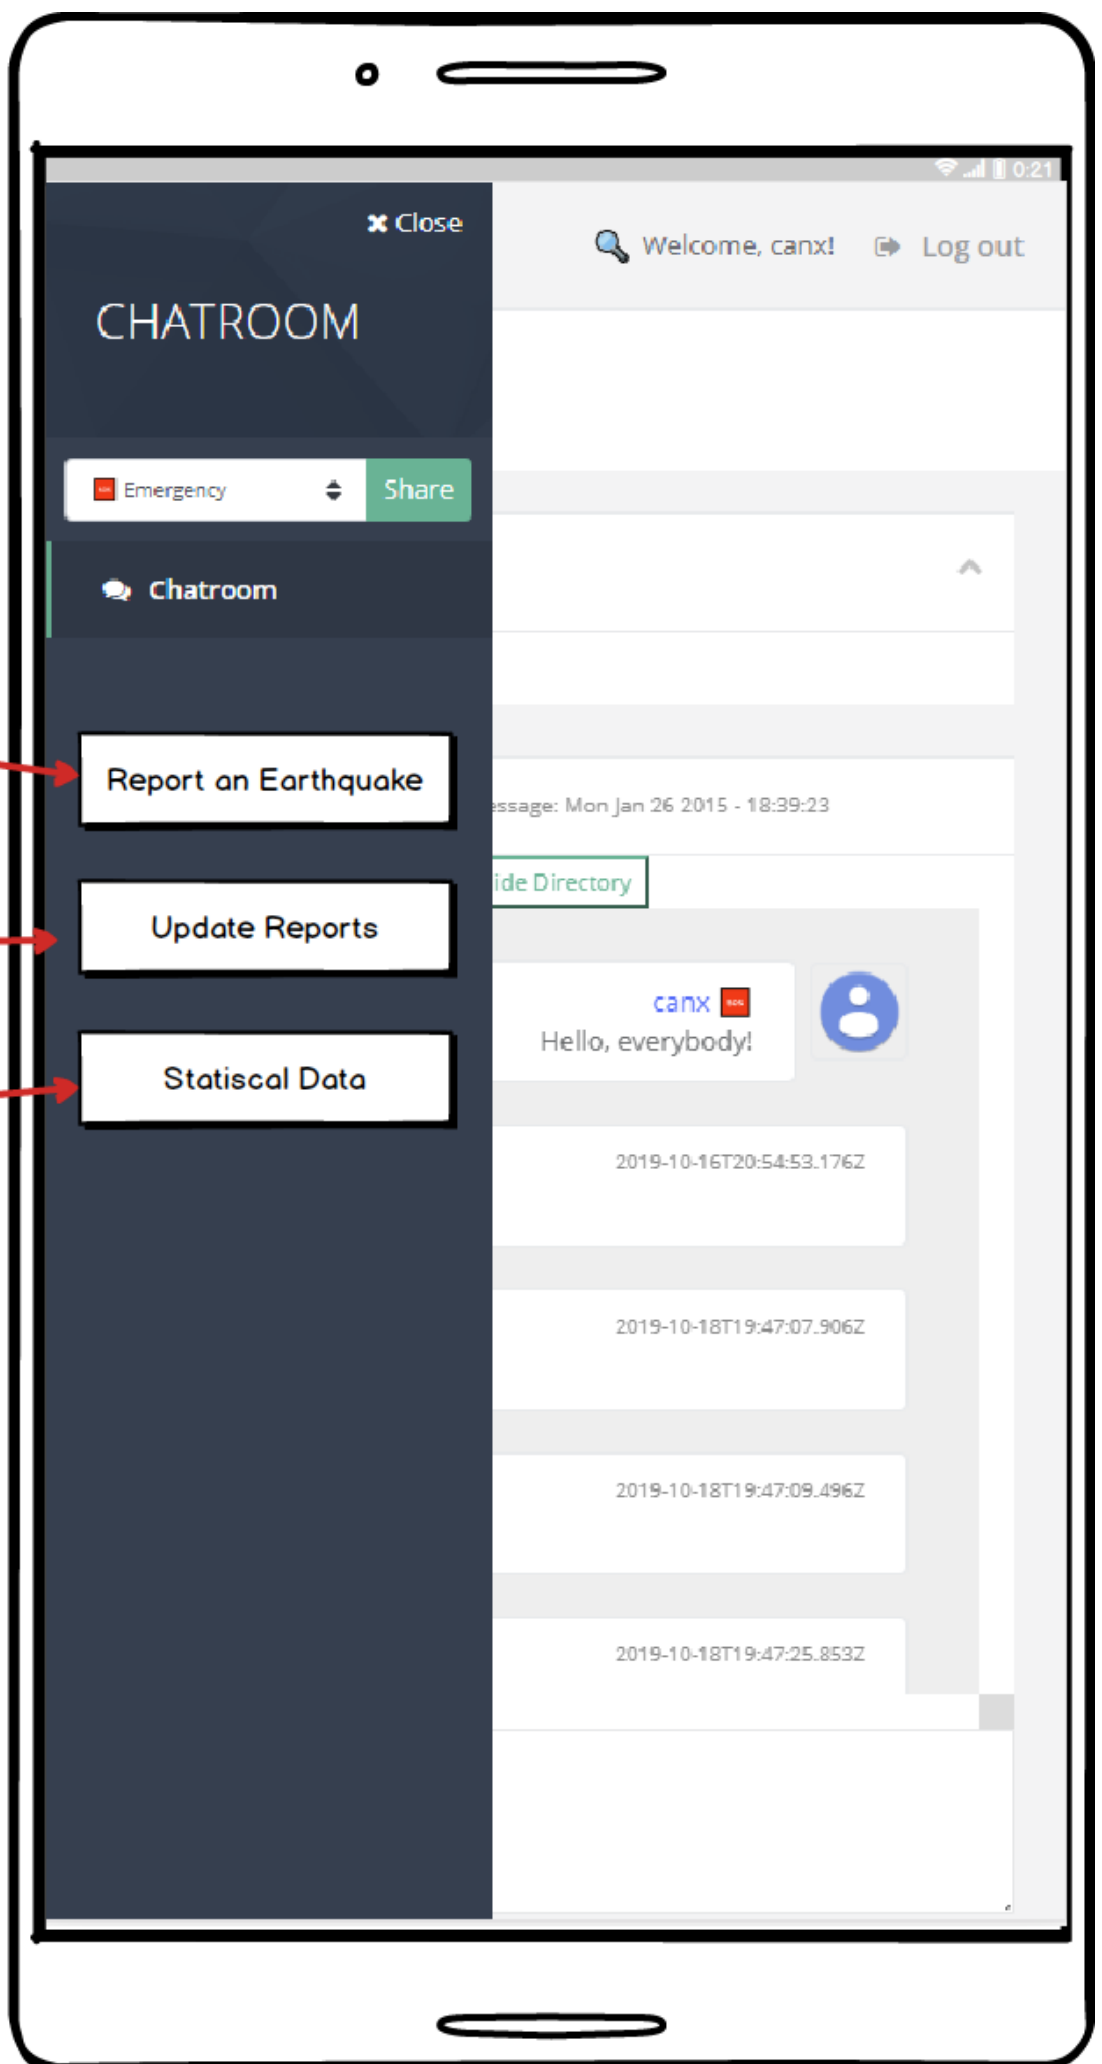 0:21
Close
Welcome, canx!
Log out
CHATROOM
Emergency
Share
Chatroom
Report an Earthquake
Update Reports
Statiscal Data
essage: Mon Jan 26 2015 - 18:39:23
ide Directory
canx
Hello, everybody!
2019-10-16T20:54:53.176Z
2019-10-18T19:47:07.906Z
2019-10-18T19:47:09.496Z
2019-10-18T19:47:25.853Z